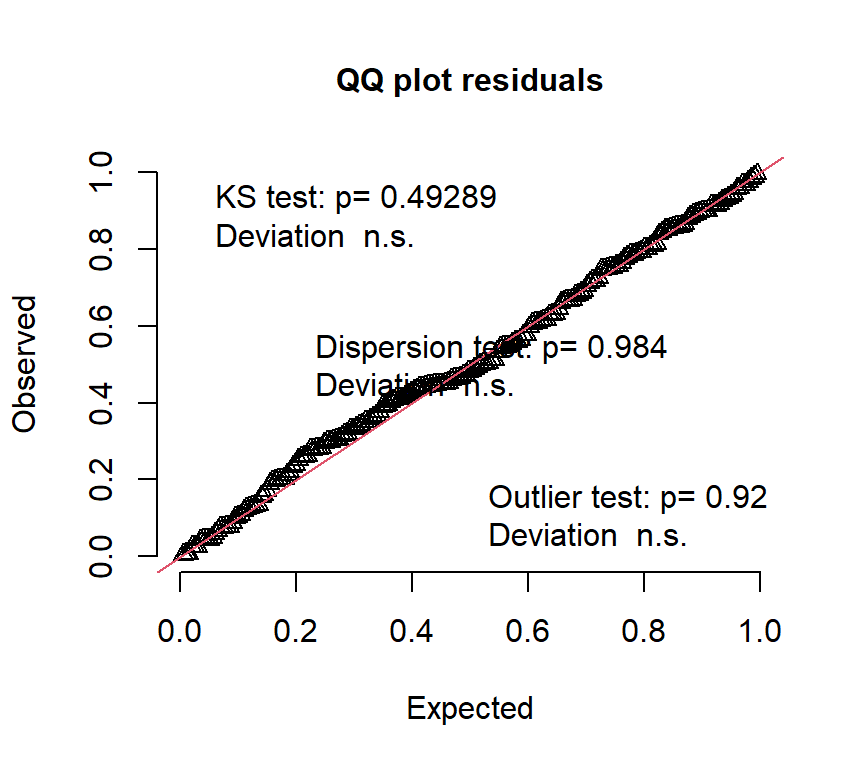 QQ plot residuals
KS test: p= 0.49289
Deviation  n.s.
Dispersion test: p= 0.984
Deviation  n.s.
Outlier test: p= 0.92
Deviation  n.s.
Observed
0.0 0.2 0.4 0.6 0.8 1.0
0.0 0.2 0.4 0.6 0.8 1.0
Expected